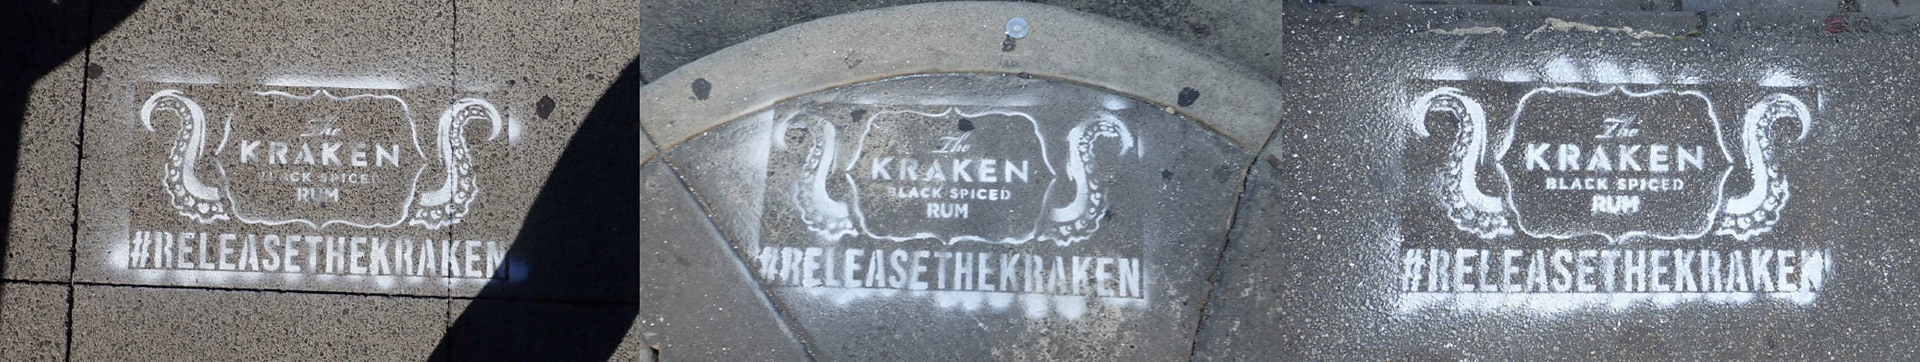 The
KRAKEN
BLACK SPICED
RUM
#RELEASETHEKRAKEN
The
KRAKEN
BLACK SPICED
RUM
#RELEASETHEKRAKEN
The
KRAKEN
BLACK SPICED
RUM
#RELEASETHEKRAKEN